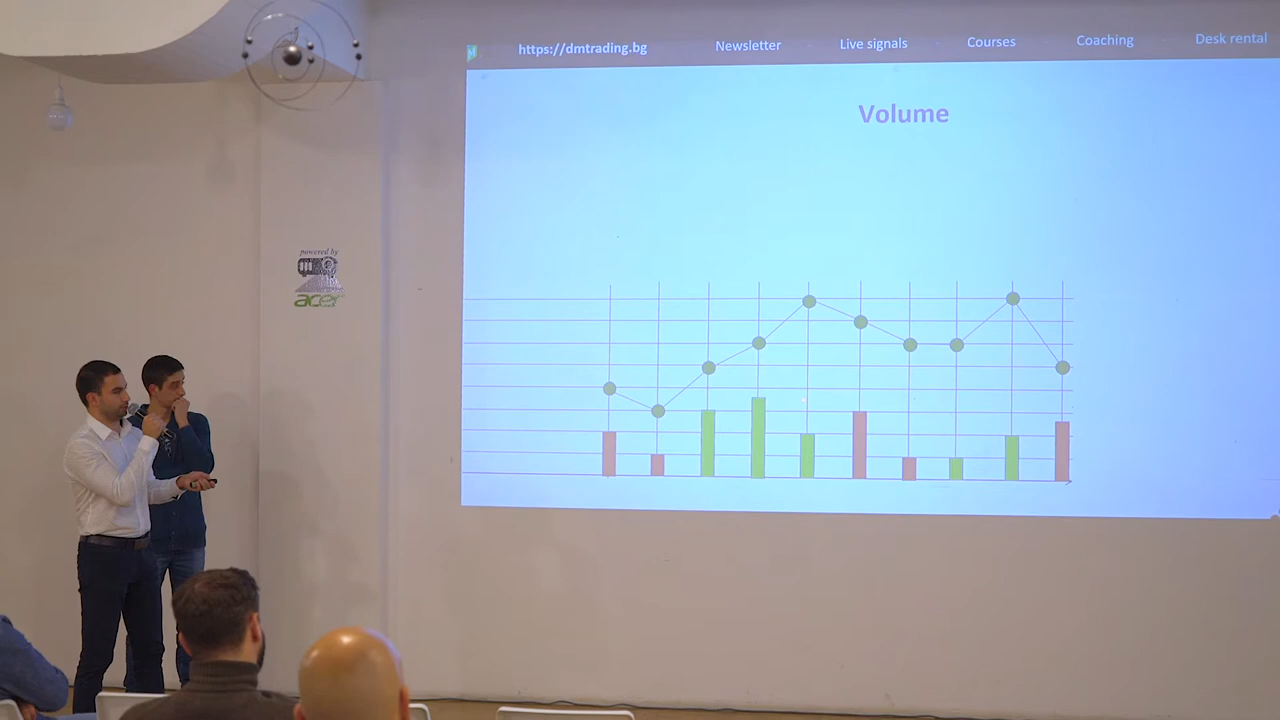 https://dmtrading.bg Newsletter Live signals Courses Coaching Desk rental
Volume
powered by
acer